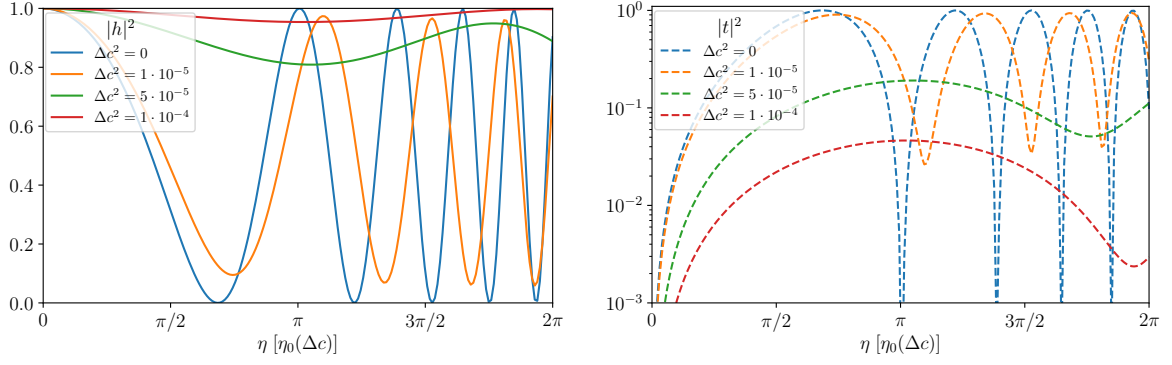 |h|²
Δc² = 0
Δc² = 1 · 10⁻⁵
Δc² = 5 · 10⁻⁵
Δc² = 1 · 10⁻⁴
1.0
0.8
0.6
0.4
0.2
0.0
0 π/2 π 3π/2 2π
η [η₀(Δc)]
|t|²
Δc² = 0
Δc² = 1 · 10⁻⁵
Δc² = 5 · 10⁻⁵
Δc² = 1 · 10⁻⁴
10⁰
10⁻¹
10⁻²
10⁻³
0 π/2 π 3π/2 2π
η [η₀(Δc)]